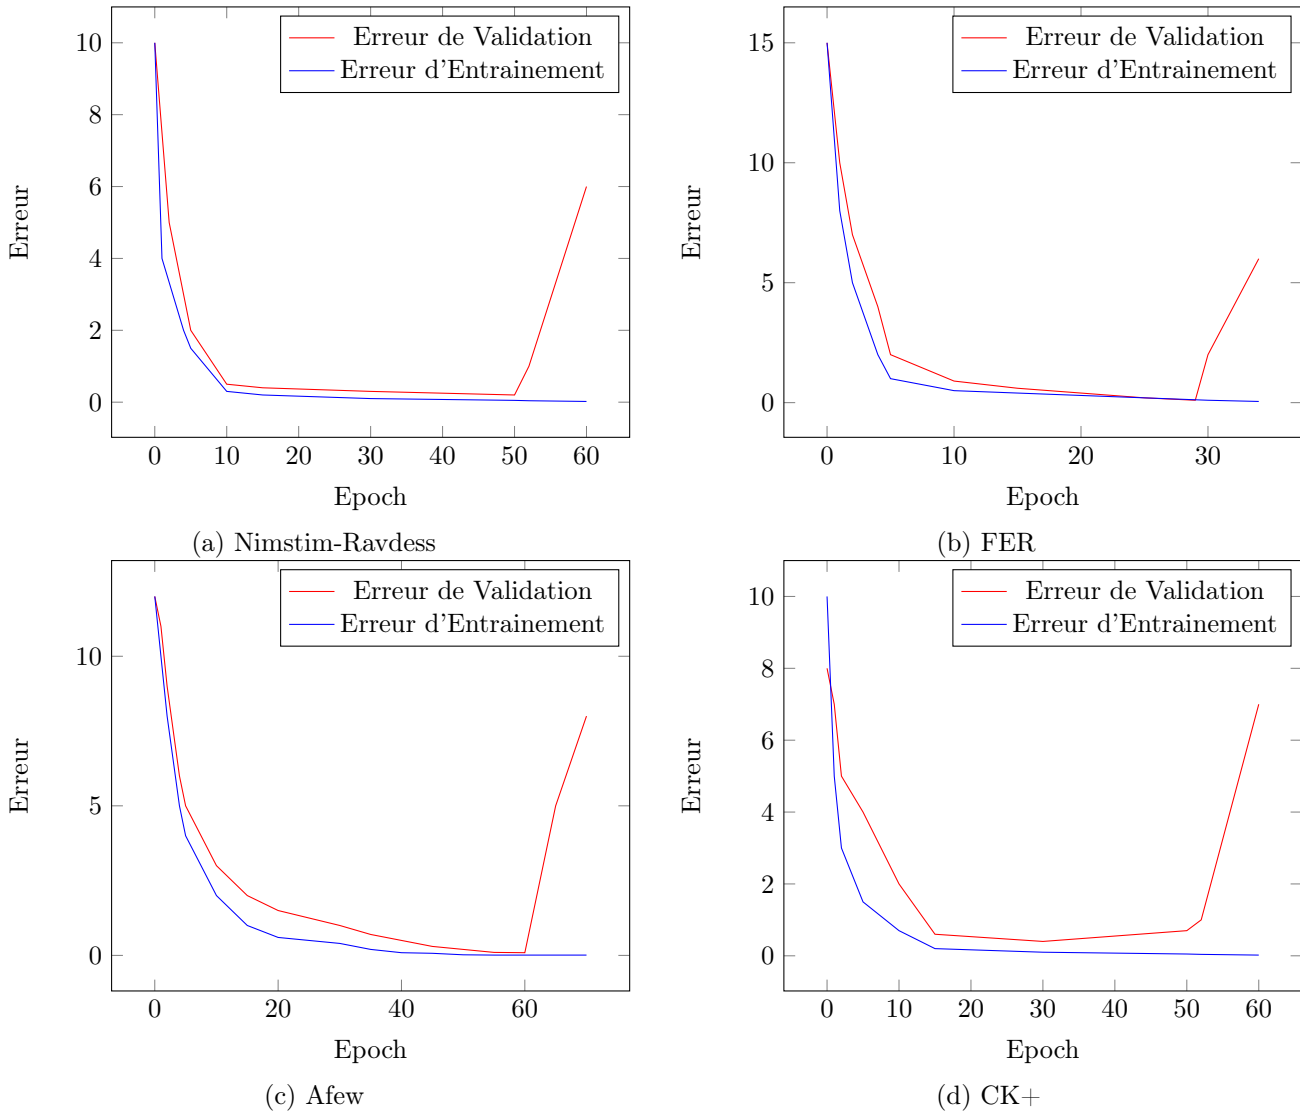 Erreur de Validation
Erreur d'Entrainement
10
8
6
4
2
0
Erreur
0 10 20 30 40 50 60
Epoch
(a) Nimstim-Ravdess
Erreur de Validation
Erreur d'Entrainement
15
10
5
0
Erreur
0 10 20 30
Epoch
(b) FER
Erreur de Validation
Erreur d'Entrainement
10
5
0
Erreur
0 20 40 60
Epoch
(c) Afew
Erreur de Validation
Erreur d'Entrainement
10
8
6
4
2
0
Erreur
0 10 20 30 40 50 60
Epoch
(d) CK+